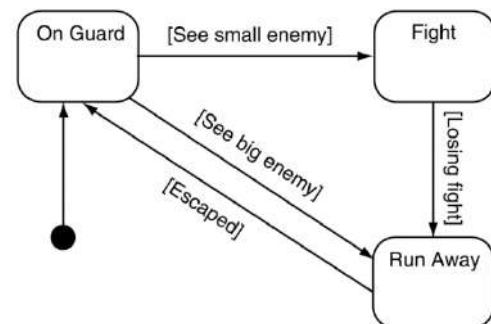 On Guard
[See small enemy]
Fight
[See big enemy]
[Escaped]
[Losing fight]
Run Away